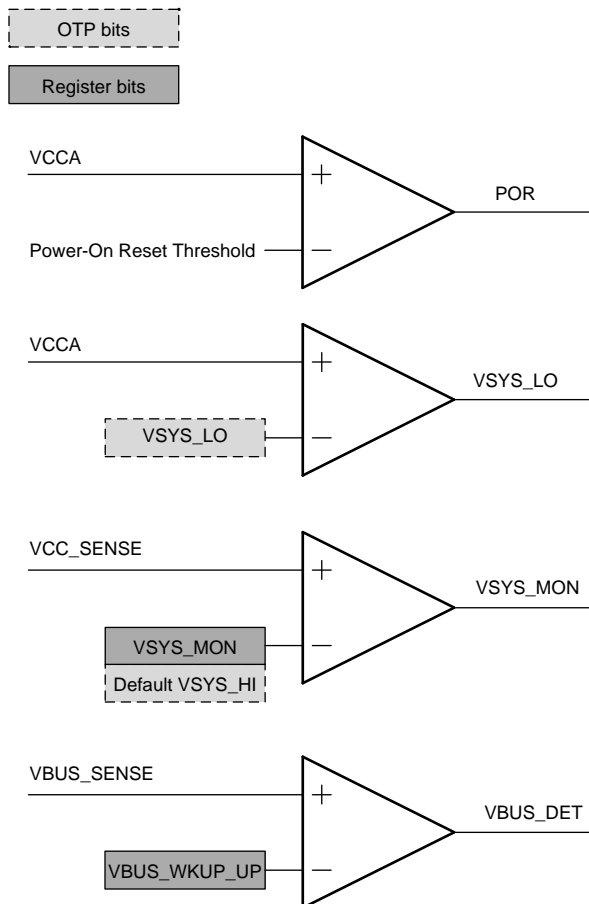 OTP bits
Register bits
VCCA
+
POR
Power-On Reset Threshold
−
VCCA
+
VSYS_LO
VSYS_LO
−
VCC_SENSE
+
VSYS_MON
VSYS_MON
−
Default VSYS_HI
VBUS_SENSE
+
VBUS_DET
VBUS_WKUP_UP
−